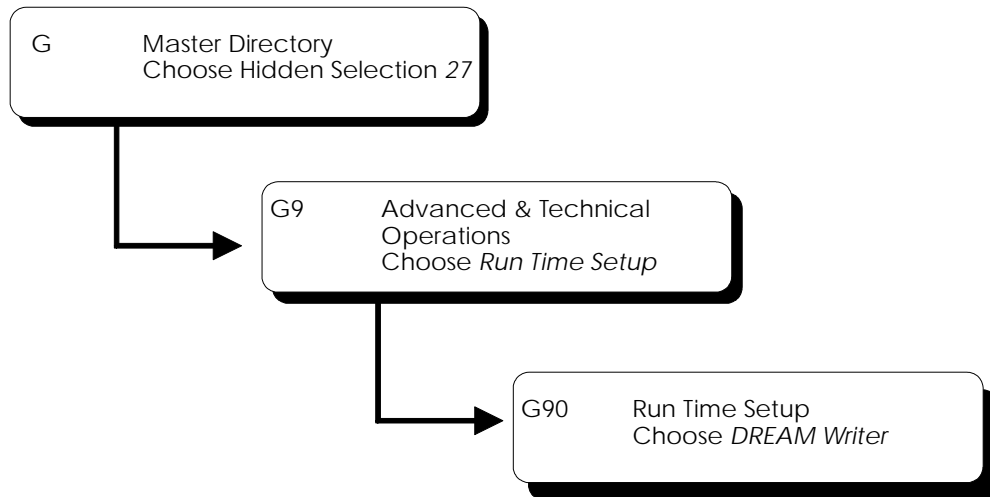 G Master Directory
Choose Hidden Selection 27
G9 Advanced & Technical
Operations
Choose Run Time Setup
G90 Run Time Setup
Choose DREAM Writer